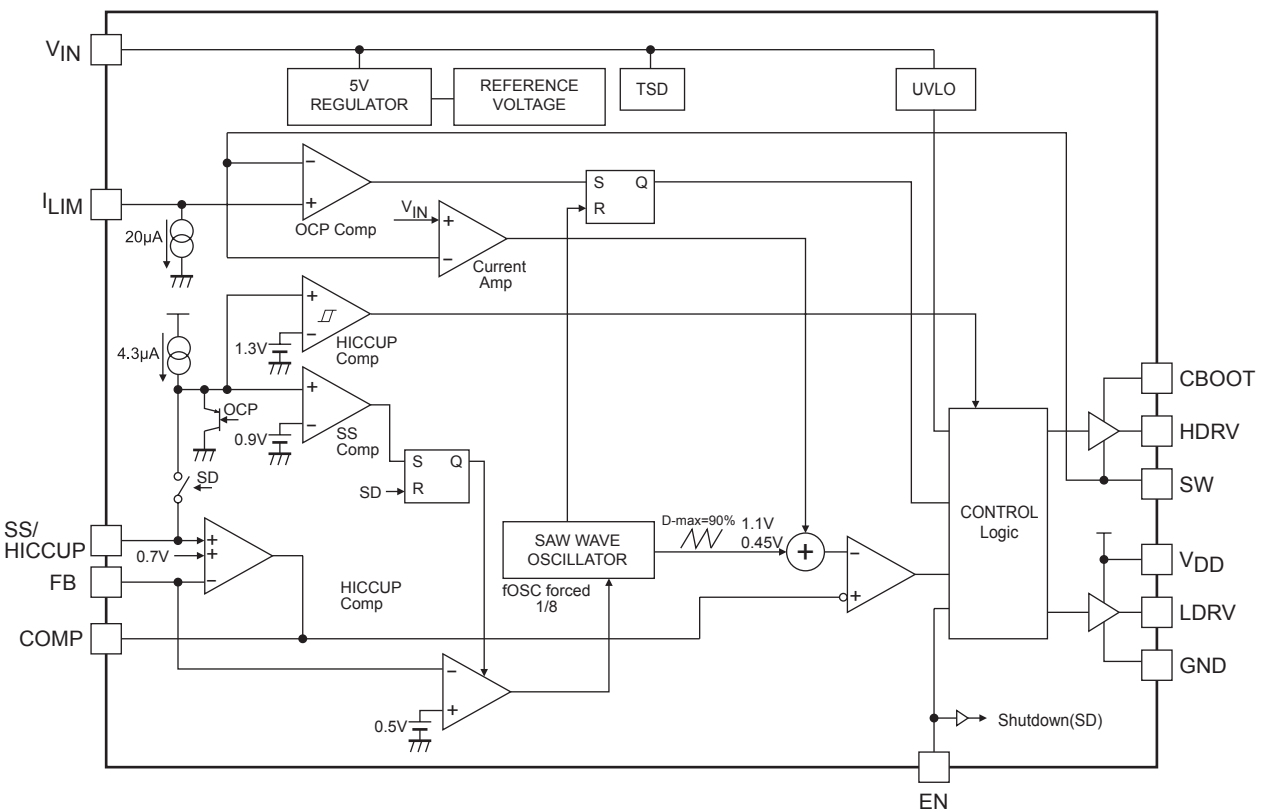 VIN
5V
REGULATOR
REFERENCE
VOLTAGE
TSD
UVLO
ILIM
20µA
−
+
OCP Comp
VIN
+
−
Current
Amp
S Q
R
4.3µA
+
−
1.3V
HICCUP
Comp
OCP
+
−
0.9V
SS
Comp
SD
S Q
SD R
SS/
HICCUP
0.7V
+
+
−
FB
COMP
HICCUP
Comp
SAW WAVE
OSCILLATOR
fOSC forced
1/8
D-max=90%
1.1V
0.45V
+
−
+
−
+
0.5V
CONTROL
Logic
CBOOT
HDRV
SW
VDD
LDRV
GND
Shutdown(SD)
EN